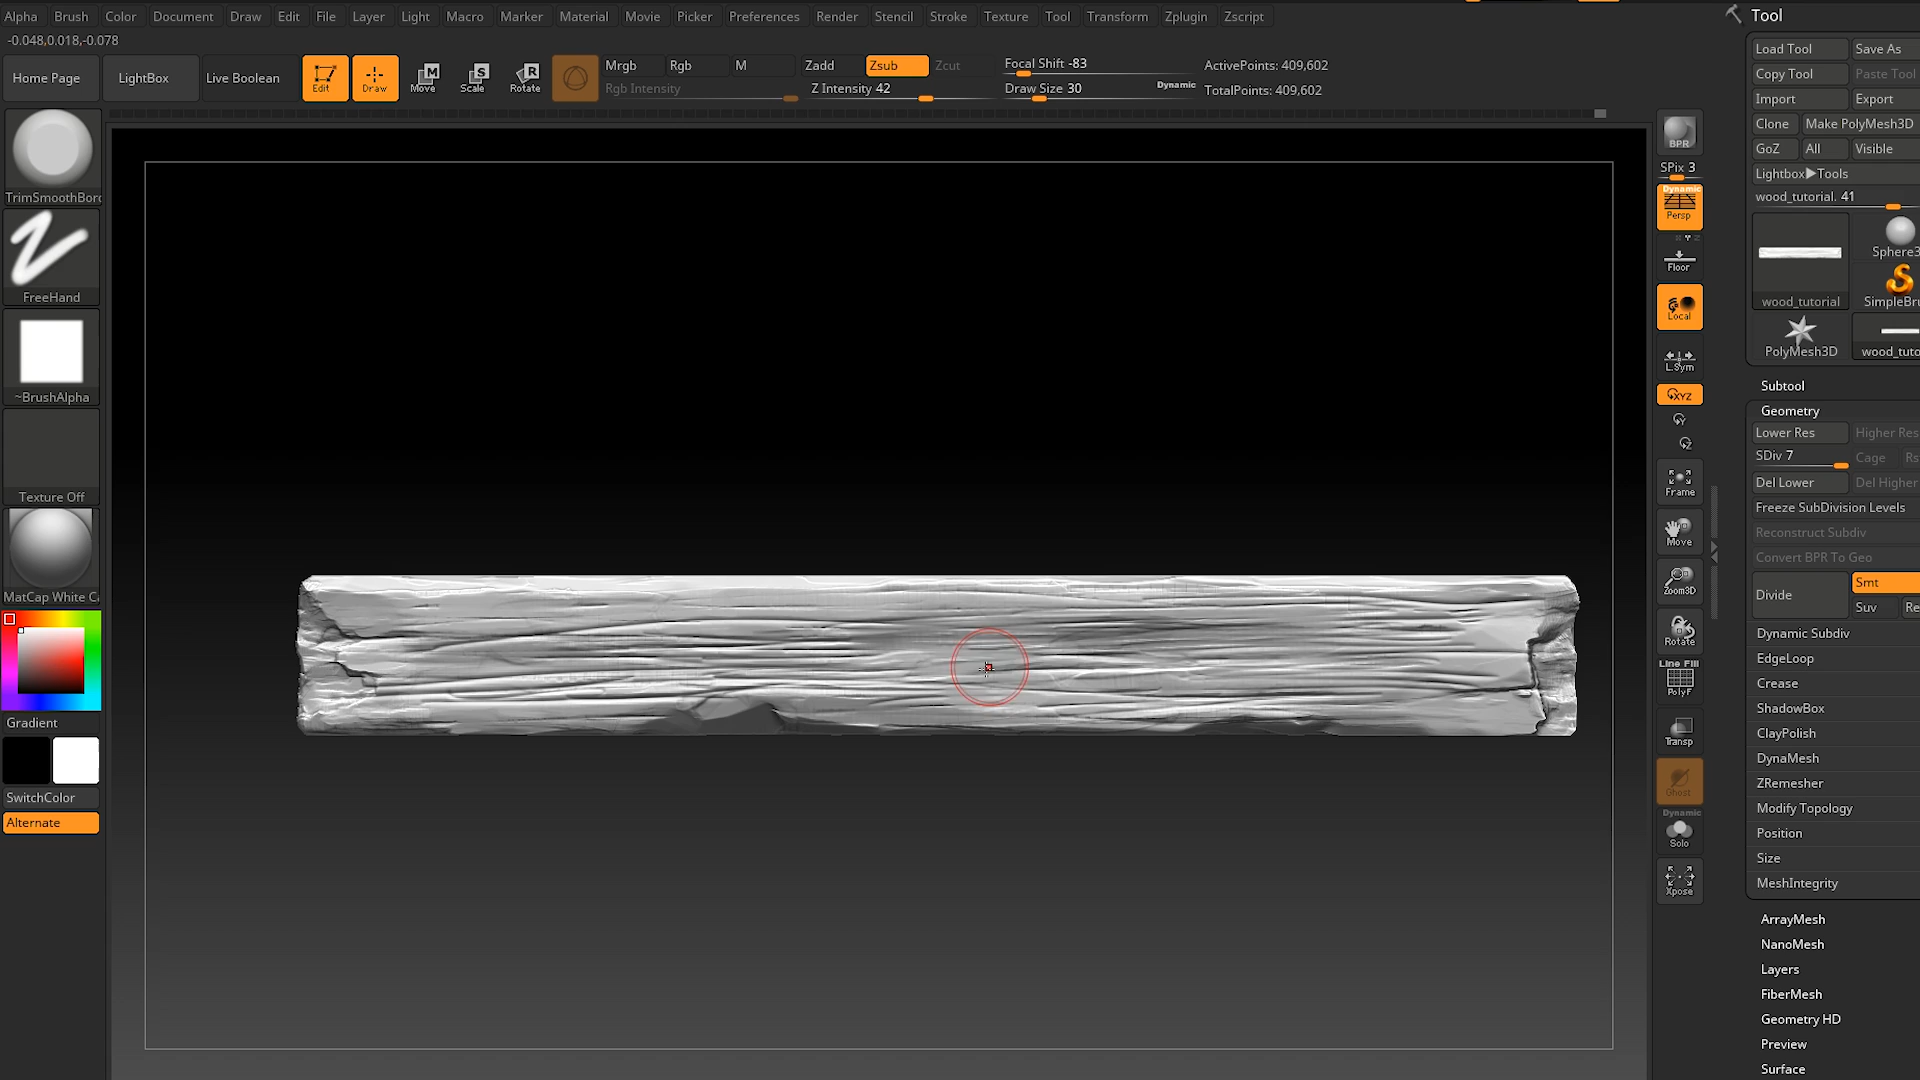 Alpha Brush Color Document Draw Edit File Layer Light Macro Marker Material Movie Picker Preferences Render Stencil Stroke Texture Tool Transform Zplugin Zscript
-0.048,0.018,-0.078
Home Page
LightBox
Live Boolean
Edit
Draw
M
Move
S
Scale
R
Rotate
Mrgb Rgb M
Rgb Intensity
Zadd Zsub Zcut
Z Intensity 42
Focal Shift -83
Draw Size 30
Dynamic
ActivePoints: 409,602
TotalPoints: 409,602
TrimSmoothBord
FreeHand
~BrushAlpha
Texture Off
MatCap White C
Gradient
SwitchColor
Alternate
BPR
SPix 3
Dynamic
Persp
Floor
Local
L.Sym
XYZ
Y
Z
Frame
Move
Zoom3D
Rotate
Line Fill
PolyF
Transp
Ghost
Dynamic
Solo
Xpose
Tool
Load Tool Save As
Copy Tool Paste Tool
Import Export
Clone Make PolyMesh3D
GoZ All Visible
Lightbox▶Tools
wood_tutorial. 41
wood_tutorial
Sphere3
SimpleBru
PolyMesh3D
wood_tuto
Subtool
Geometry
Lower Res Higher Res
SDiv 7 Cage Rs
Del Lower Del Higher
Freeze SubDivision Levels
Reconstruct Subdiv
Convert BPR To Geo
Divide
Smt
Suv Re
Dynamic Subdiv
EdgeLoop
Crease
ShadowBox
ClayPolish
DynaMesh
ZRemesher
Modify Topology
Position
Size
MeshIntegrity
ArrayMesh
NanoMesh
Layers
FiberMesh
Geometry HD
Preview
Surface